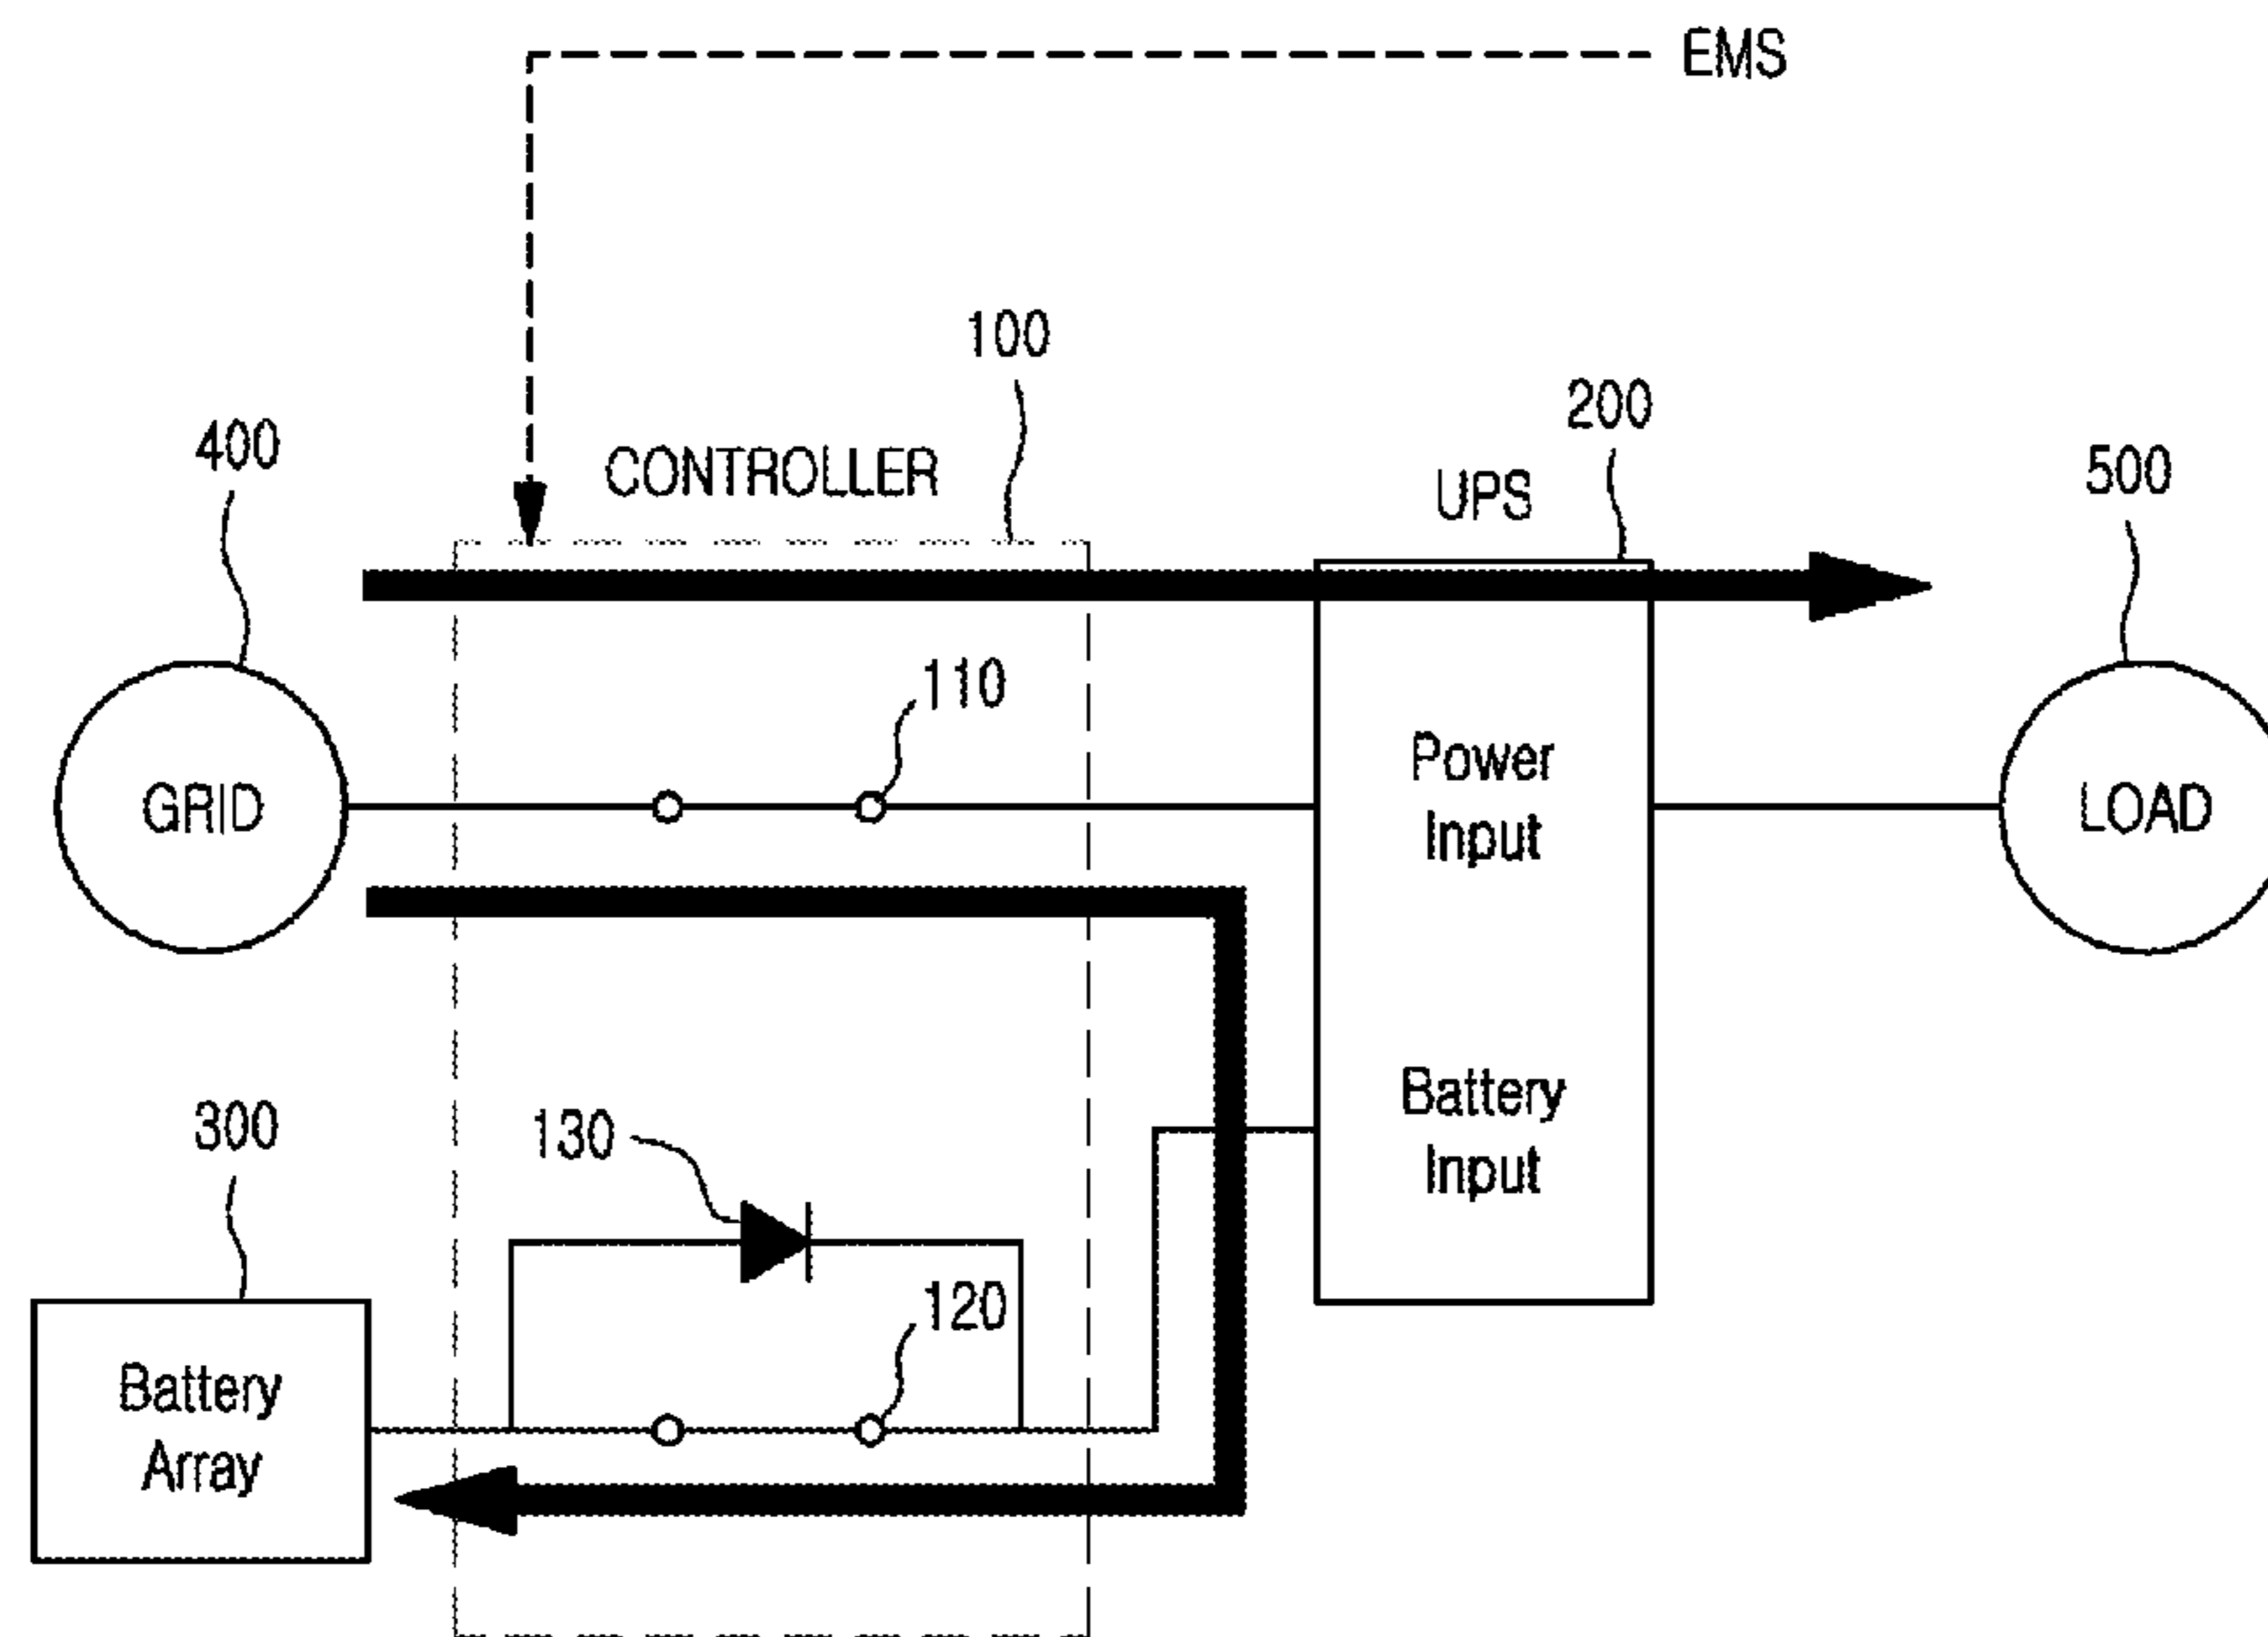 EMS
100
200
400
CONTROLLER
UPS
500
110
GRID
Power
Input
LOAD
300
130
Battery
Input
120
Battery
Array